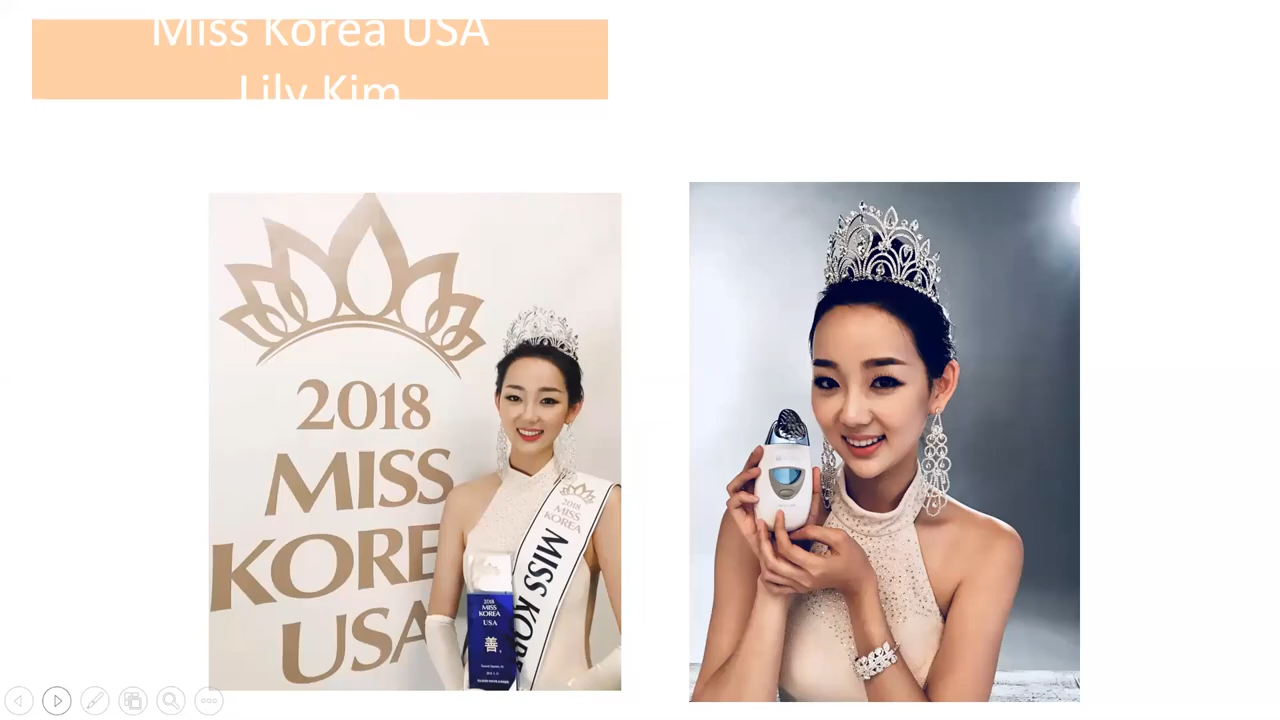 Miss Korea USA
Lily Kim
2018
MISS
KORE
USA
2018
MISS
KOREA
MISS KOR
2018
MISS
KOREA
USA
善